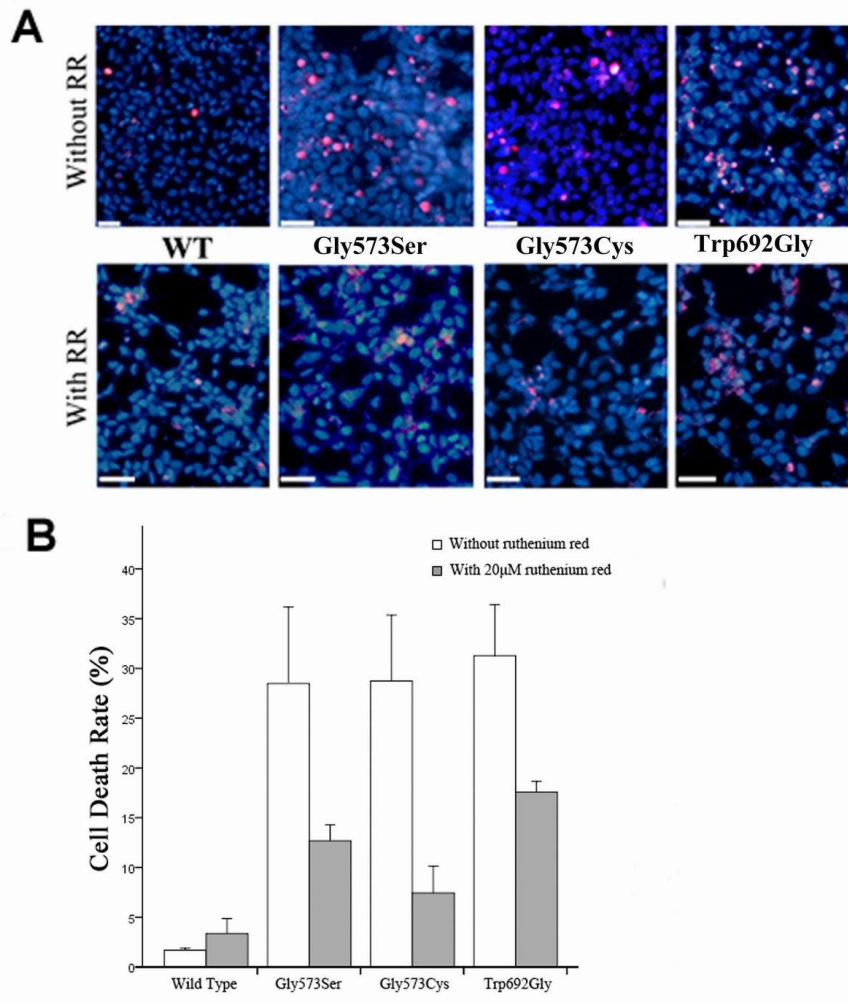 A
Without RR
WT
Gly573Ser
Gly573Cys
Trp692Gly
With RR
B
Without ruthenium red
With 20μM ruthenium red
Cell Death Rate (%)
40
35
30
25
20
15
10
5
0
Wild Type
Gly573Ser
Gly573Cys
Trp692Gly